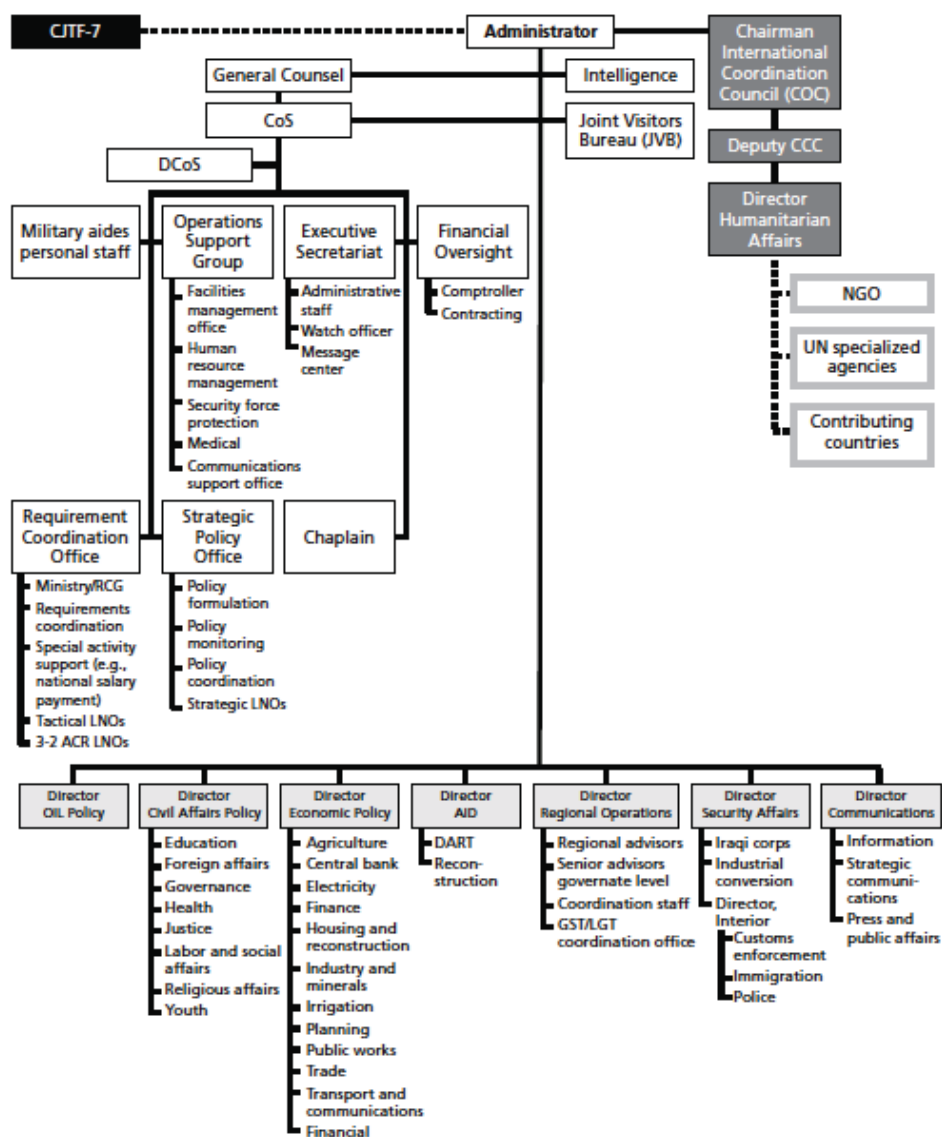 CJTF-7
Administrator
Chairman
International
Coordination
Council (COC)
General Counsel
Intelligence
CoS
Joint Visitors
Bureau (JVB)
Deputy CCC
DCoS
Director
Humanitarian
Affairs
Military aides
personal staff
Operations
Support
Group
Executive
Secretariat
Financial
Oversight
Facilities
management
office
Human
resource
management
Security force
protection
Medical
Communications
support office
Administrative
staff
Watch officer
Message
center
Comptroller
Contracting
NGO
UN specialized
agencies
Contributing
countries
Requirement
Coordination
Office
Strategic
Policy
Office
Chaplain
Ministry/RCG
Requirements
coordination
Special activity
support (e.g.,
national salary
payment)
Tactical LNOs
3-2 ACR LNOs
Policy
formulation
Policy
monitoring
Policy
coordination
Strategic LNOs
Director
OIL Policy
Director
Civil Affairs Policy
Director
Economic Policy
Director
AID
Director
Regional Operations
Director
Security Affairs
Director
Communications
Education
Foreign affairs
Governance
Health
Justice
Labor and social
affairs
Religious affairs
Youth
Agriculture
Central bank
Electricity
Finance
Housing and
reconstruction
Industry and
minerals
Irrigation
Planning
Public works
Trade
Transport and
communications
Financial
DART
Recon-
struction
Regional advisors
Senior advisors
governate level
Coordination staff
GST/LGT
coordination office
Iraqi corps
Industrial
conversion
Director,
Interior
Customs
enforcement
Immigration
Police
Information
Strategic
communi-
cations
Press and
public affairs